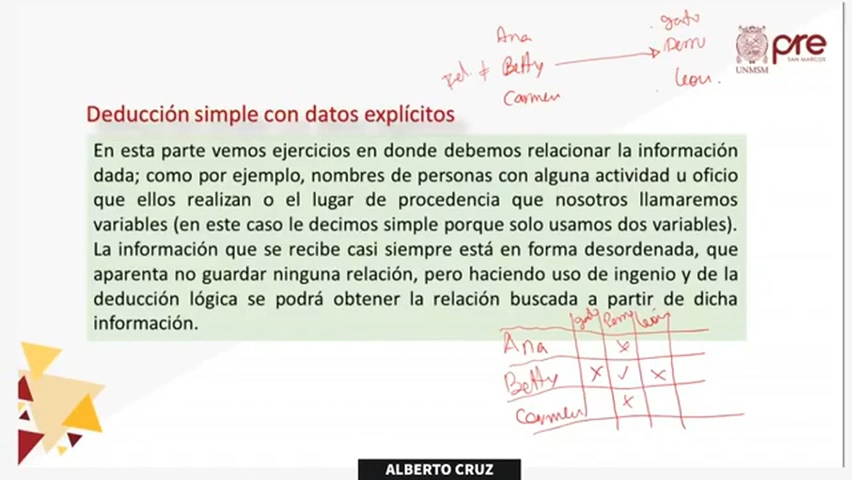 Ana
Betty
Carmen
gato
león.
UNMSM
pre
SAN MARCOS
Deducción simple con datos explícitos
En esta parte vemos ejercicios en donde debemos relacionar la información
dada; como por ejemplo, nombres de personas con alguna actividad u oficio
que ellos realizan o el lugar de procedencia que nosotros llamaremos
variables (en este caso le decimos simple porque solo usamos dos variables).
La información que se recibe casi siempre está en forma desordenada, que
aparenta no guardar ninguna relación, pero haciendo uso de ingenio y de la
deducción lógica se podrá obtener la relación buscada a partir de dicha
información.
gato perro león
Ana x
Betty x ✓ x
Carmen x
ALBERTO CRUZ